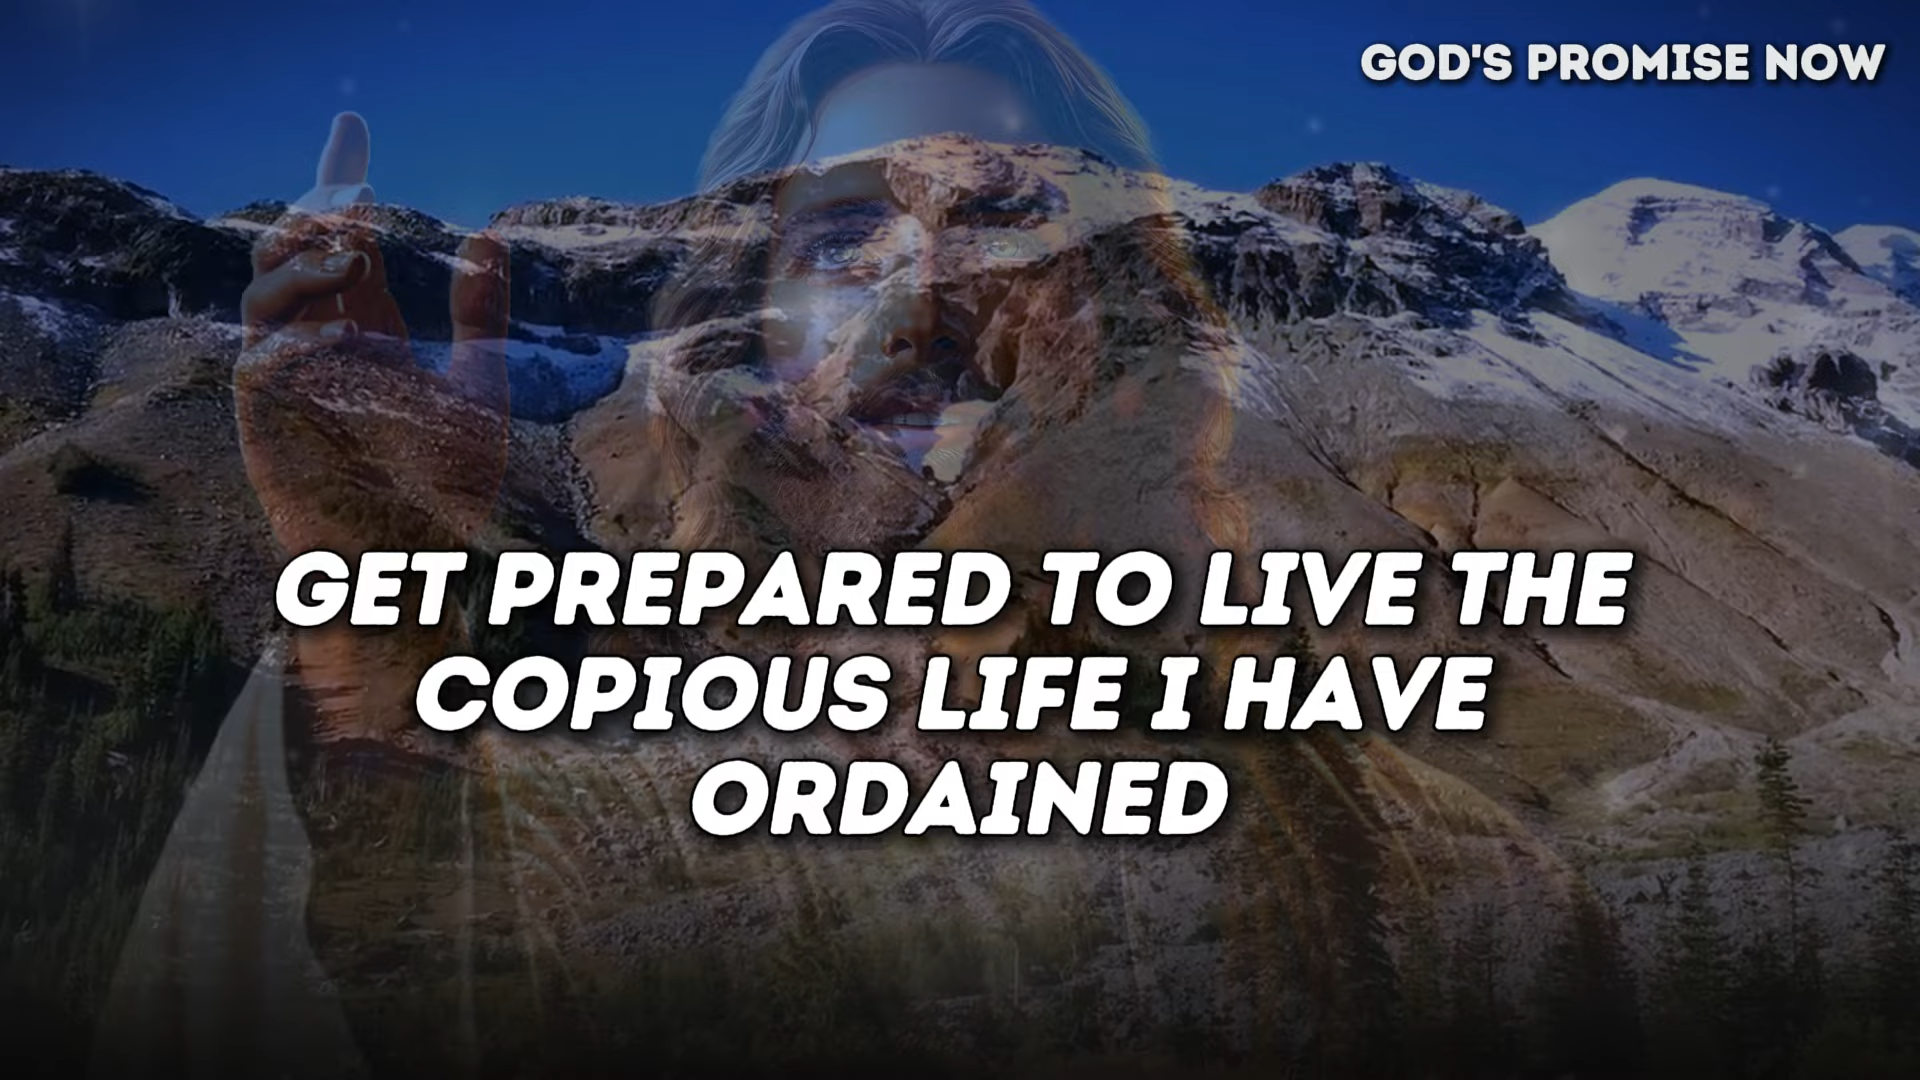 GOD'S PROMISE NOW
GET PREPARED TO LIVE THE
COPIOUS LIFE I HAVE
ORDAINED